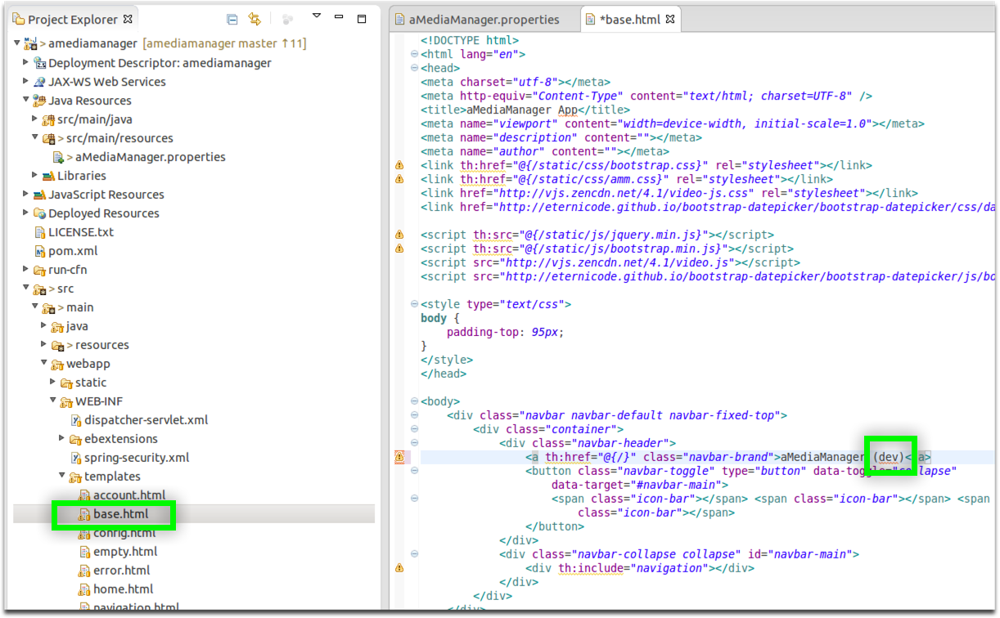 Project Explorer
> amediamanager [amediamanager master ↑11]
Deployment Descriptor: amediamanager
JAX-WS Web Services
Java Resources
src/main/java
> src/main/resources
> aMediaManager.properties
Libraries
JavaScript Resources
Deployed Resources
LICENSE.txt
pom.xml
run-cfn
> src
> main
java
> resources
webapp
static
WEB-INF
dispatcher-servlet.xml
ebextensions
spring-security.xml
templates
account.html
base.html
config.html
empty.html
error.html
home.html
navigation.html
aMediaManager.properties
*base.html
<!DOCTYPE html>
<html lang="en">
<head>
<meta charset="utf-8"></meta>
<meta http-equiv="Content-Type" content="text/html; charset=UTF-8" />
<title>aMediaManager App</title>
<meta name="viewport" content="width=device-width, initial-scale=1.0"></meta>
<meta name="description" content=""></meta>
<meta name="author" content=""></meta>
<link th:href="@{/static/css/bootstrap.css}" rel="stylesheet"></link>
<link th:href="@{/static/css/amm.css}" rel="stylesheet"></link>
<link href="http://vjs.zencdn.net/4.1/video-js.css" rel="stylesheet"></link>
<link href="http://eternicode.github.io/bootstrap-datepicker/bootstrap-datepicker/css/da
<script th:src="@{/static/js/jquery.min.js}"></script>
<script th:src="@{/static/js/bootstrap.min.js}"></script>
<script src="http://vjs.zencdn.net/4.1/video.js"></script>
<script src="http://eternicode.github.io/bootstrap-datepicker/bootstrap-datepicker/js/bo
<style type="text/css">
body {
padding-top: 95px;
}
</style>
</head>
<body>
<div class="navbar navbar-default navbar-fixed-top">
<div class="container">
<div class="navbar-header">
<a th:href="@{/}" class="navbar-brand">aMediaManager (dev)</a>
<button class="navbar-toggle" type="button" data-toggle="collapse"
data-target="#navbar-main">
<span class="icon-bar"></span> <span class="icon-bar"></span> <span
class="icon-bar"></span>
</button>
</div>
<div class="navbar-collapse collapse" id="navbar-main">
<div th:include="navigation"></div>
</div>
</div>
</div>